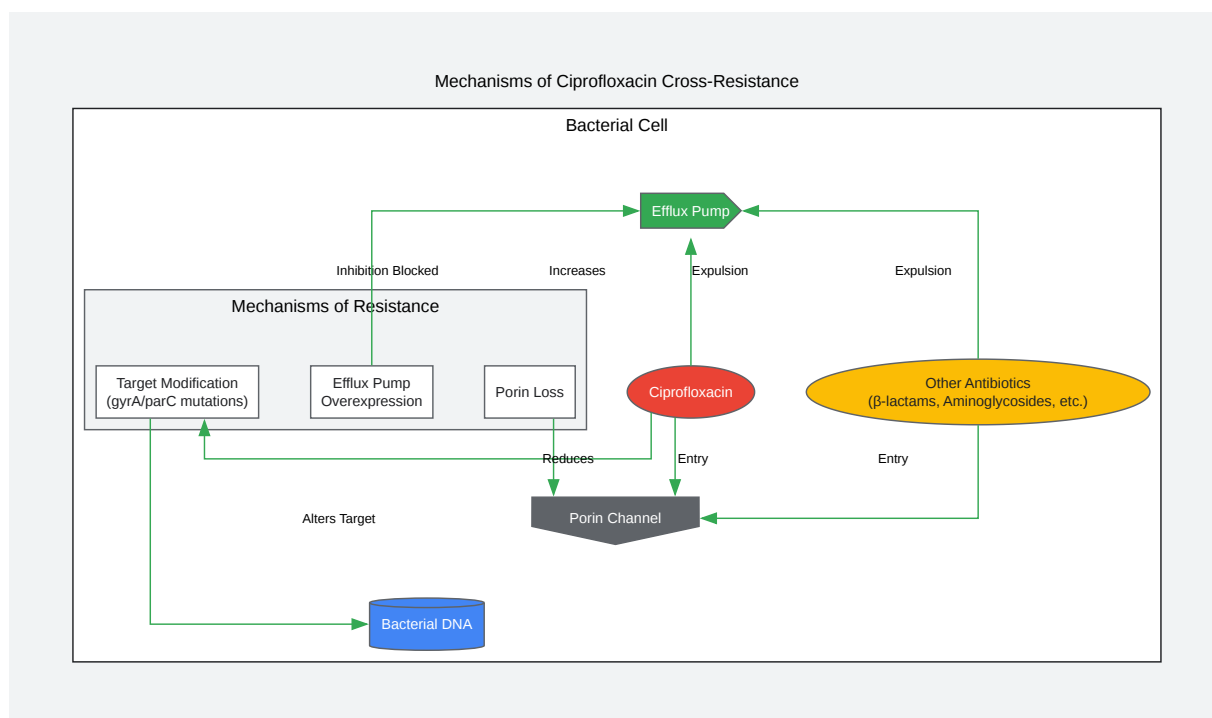 Mechanisms of Ciprofloxacin Cross-Resistance
Bacterial Cell
Efflux Pump
Inhibition Blocked
Increases
Expulsion
Expulsion
Mechanisms of Resistance
Target Modification
(gyrA/parC mutations)
Efflux Pump
Overexpression
Porin Loss
Ciprofloxacin
Other Antibiotics
(β-lactams, Aminoglycosides, etc.)
Reduces
Entry
Entry
Alters Target
Porin Channel
Bacterial DNA